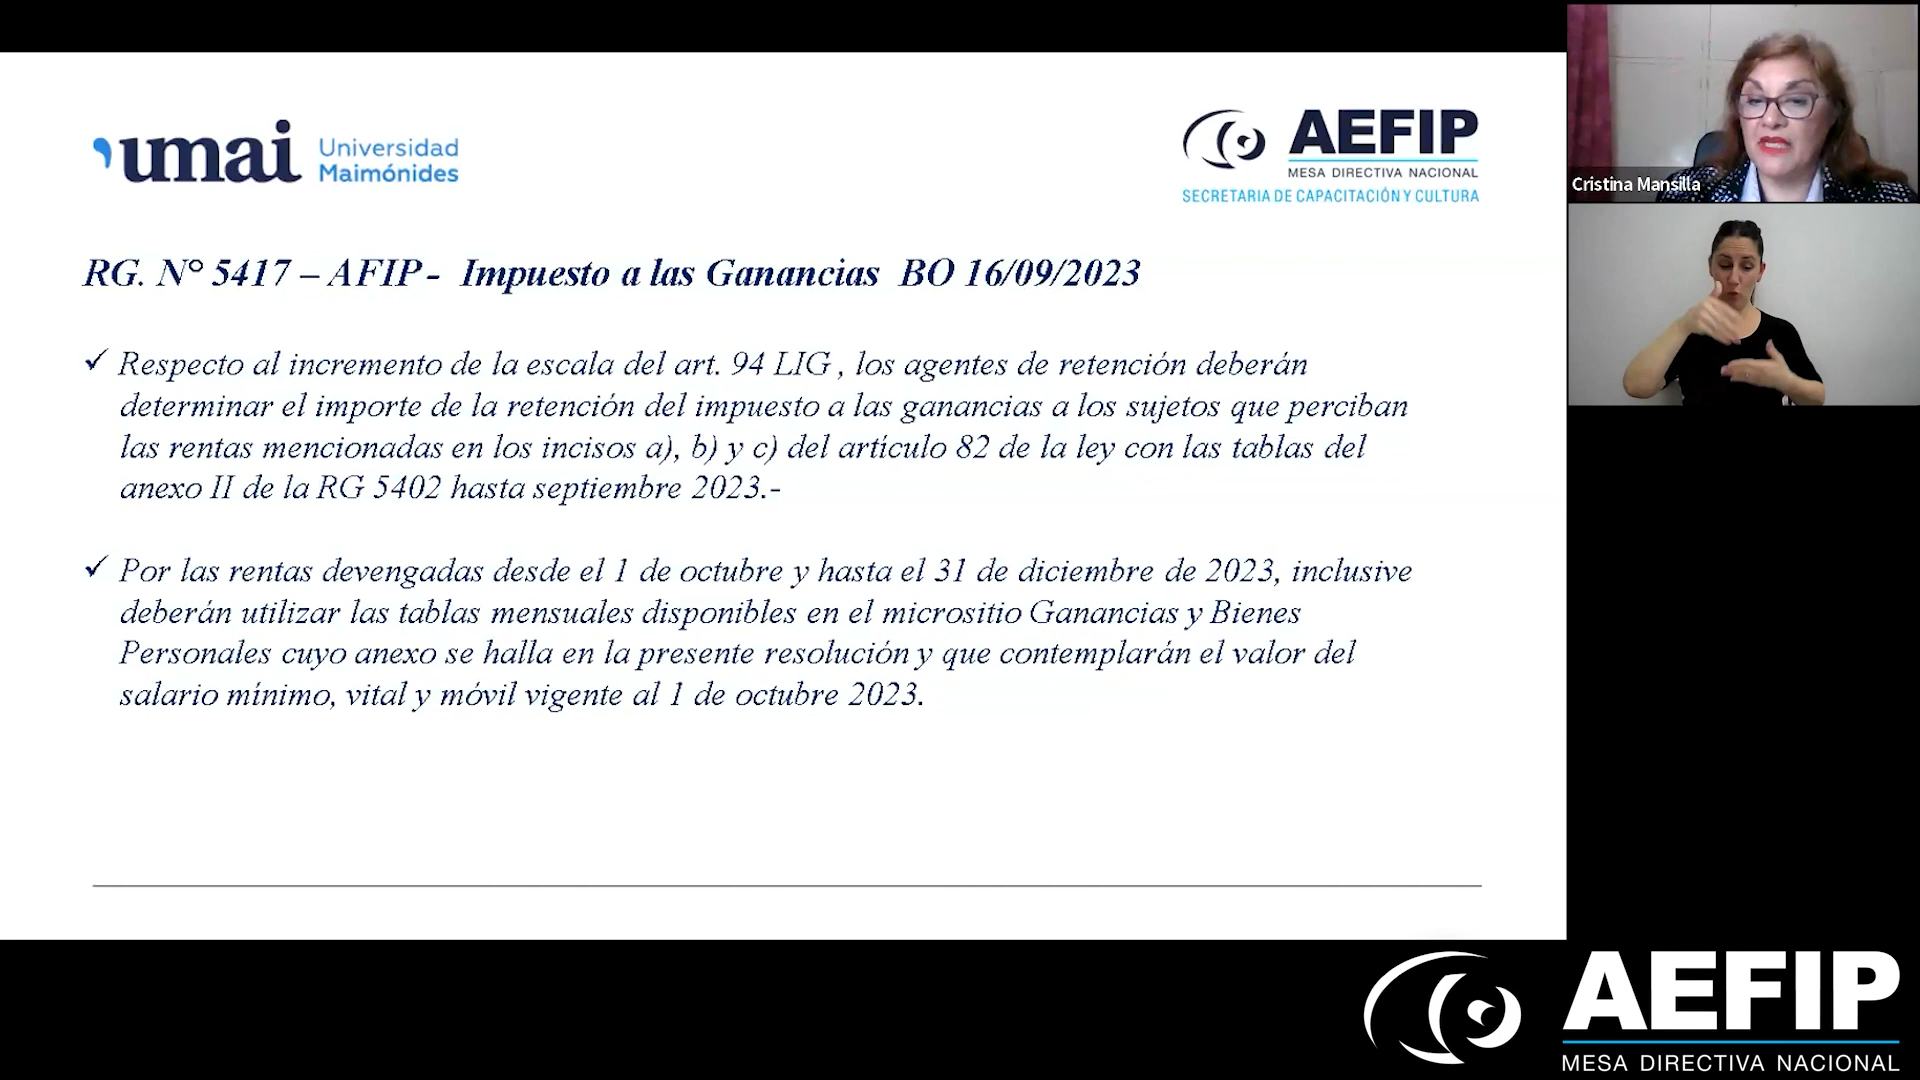 umai Universidad Maimónides
AEFIP
MESA DIRECTIVA NACIONAL
SECRETARIA DE CAPACITACIÓN Y CULTURA
RG. N° 5417 – AFIP- Impuesto a las Ganancias BO 16/09/2023
✓ Respecto al incremento de la escala del art. 94 LIG , los agentes de retención deberán
determinar el importe de la retención del impuesto a las ganancias a los sujetos que perciban
las rentas mencionadas en los incisos a), b) y c) del artículo 82 de la ley con las tablas del
anexo II de la RG 5402 hasta septiembre 2023.-
✓ Por las rentas devengadas desde el 1 de octubre y hasta el 31 de diciembre de 2023, inclusive
deberán utilizar las tablas mensuales disponibles en el micrositio Ganancias y Bienes
Personales cuyo anexo se halla en la presente resolución y que contemplarán el valor del
salario mínimo, vital y móvil vigente al 1 de octubre 2023.
Cristina Mansilla
AEFIP
MESA DIRECTIVA NACIONAL